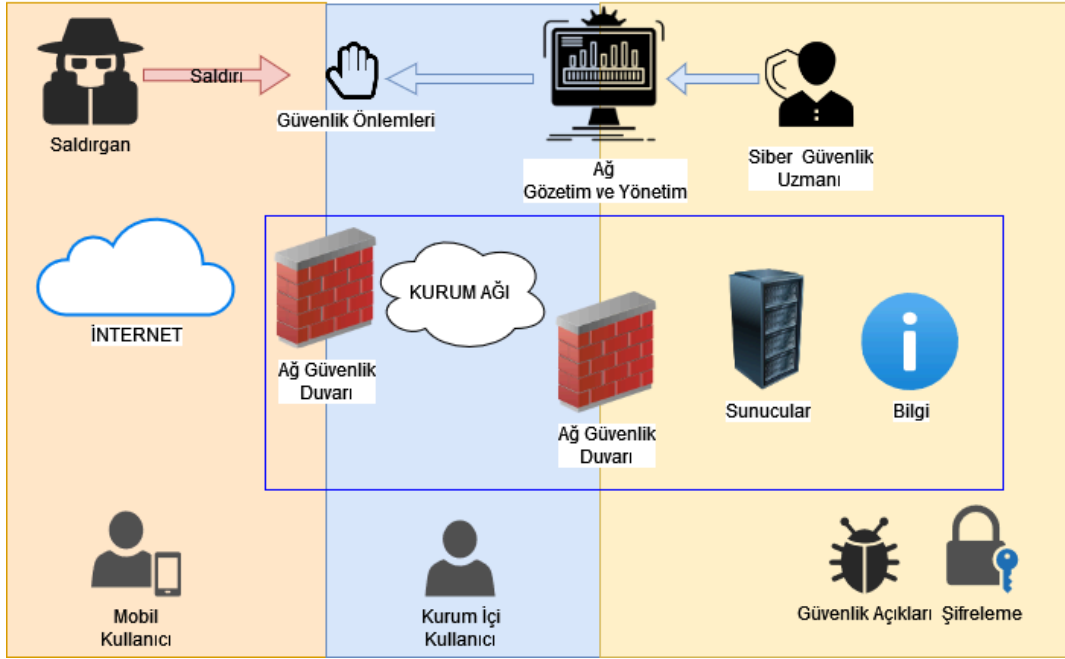 Saldırı
Saldırgan
Güvenlik Önlemleri
Ağ
Gözetim ve Yönetim
Siber Güvenlik
Uzmanı
İNTERNET
KURUM AĞI
Ağ Güvenlik
Duvarı
Ağ Güvenlik
Duvarı
Sunucular
Bilgi
Mobil
Kullanıcı
Kurum İçi
Kullanıcı
Güvenlik Açıkları
Şifreleme